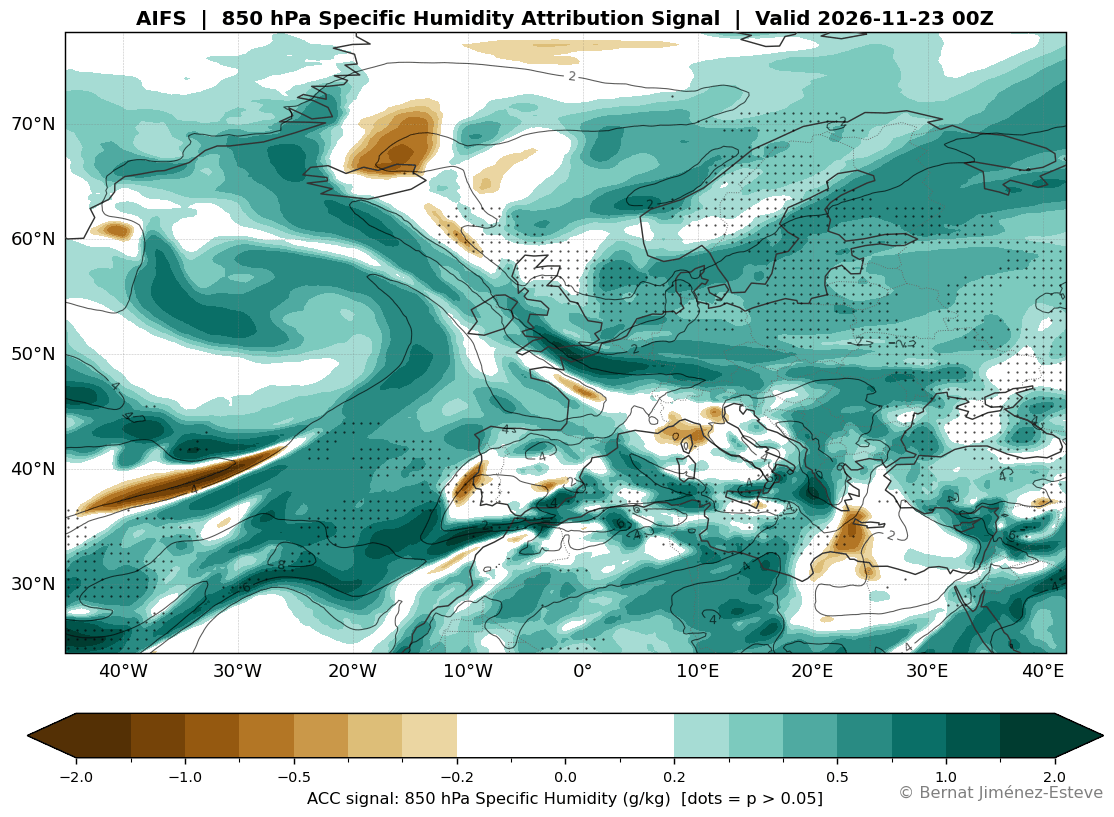 AIFS | 850 hPa Specific Humidity Attribution Signal | Valid 2026-11-23 00Z
70°N
60°N
50°N
40°N
30°N
40°W 30°W 20°W 10°W 0° 10°E 20°E 30°E 40°E
−2.0 −1.0 −0.5 −0.2 0.0 0.2 0.5 1.0 2.0
ACC signal: 850 hPa Specific Humidity (g/kg) [dots = p > 0.05]
© Bernat Jiménez-Esteve